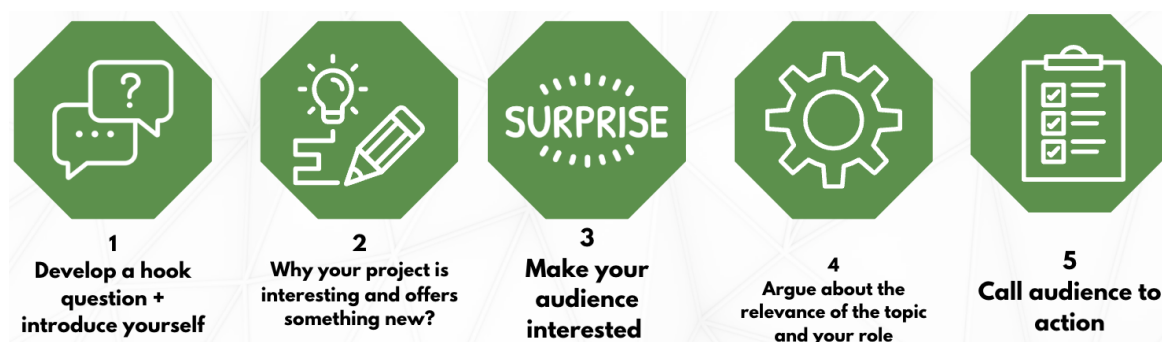 ?
SURPRISE
1
Develop a hook
question +
introduce yourself
2
Why your project is
interesting and offers
something new?
3
Make your
audience
interested
4
Argue about the
relevance of the topic
and your role
5
Call audience to
action